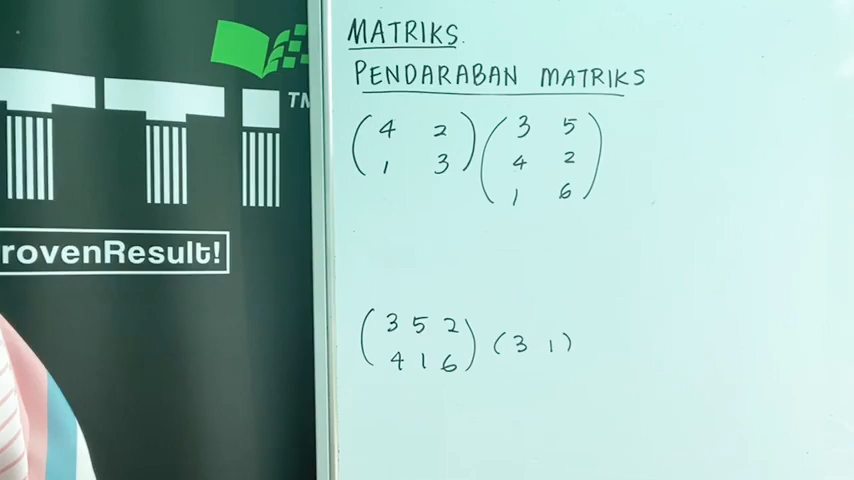 TM
rovenResult!
MATRIKS.
PENDARABAN MATRIKS
(4 2) (3 5)
(1 3) (4 2)
(1 6)
(3 5 2) (3 1)
(4 1 6)